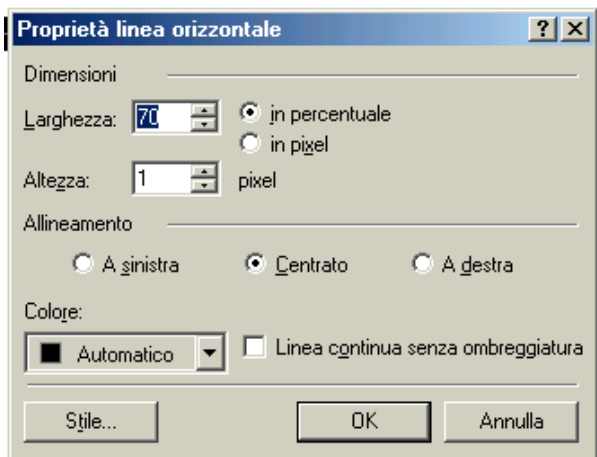 Proprietà linea orizzontale ? ×
Dimensioni
Larghezza: 70 in percentuale
in pixel
Altezza: 1 pixel
Allineamento
A sinistra Centrato A destra
Colore:
Automatico Linea continua senza ombreggiatura
Stile... OK Annulla